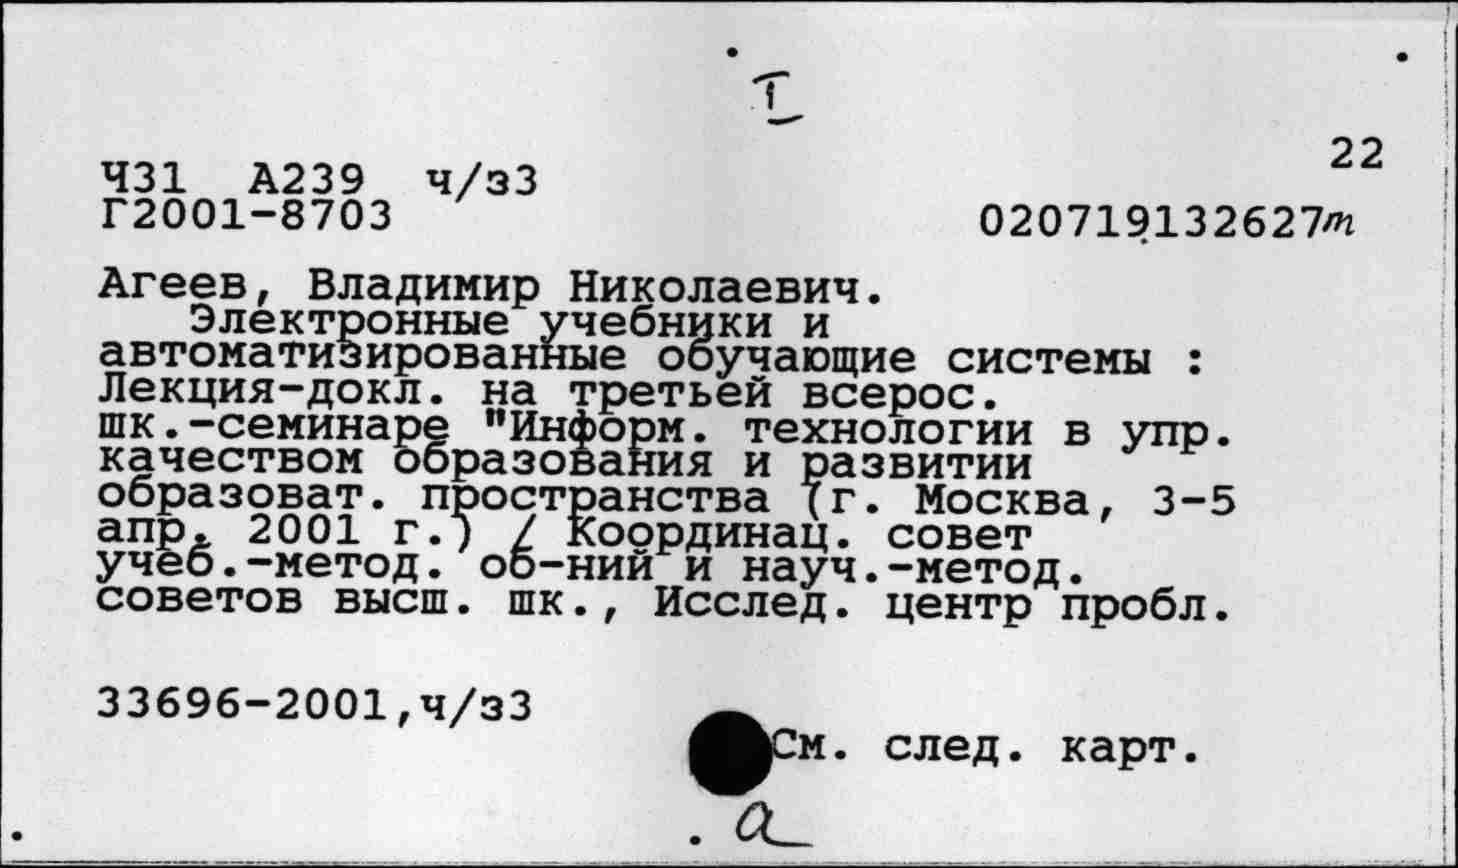 I
22
Ч31 А239 ч/з3
Г2001-8703
020719132627m
Агеев, Владимир Николаевич.
Электронные учебники и
автоматизированные обучающие системы :
Лекция-докл. на третьей всерос.
шк.-семинаре "Информ. технологии в упр.
качеством образования и развитии
образоват. пространства (г. Москва, 3-5
апр. 2001 г.) / Координац. совет
учеб.-метод. об-ний и науч.-метод.
советов высш. шк., Исслед. центр пробл.
33696-2001,ч/з3
См. след. карт.
a